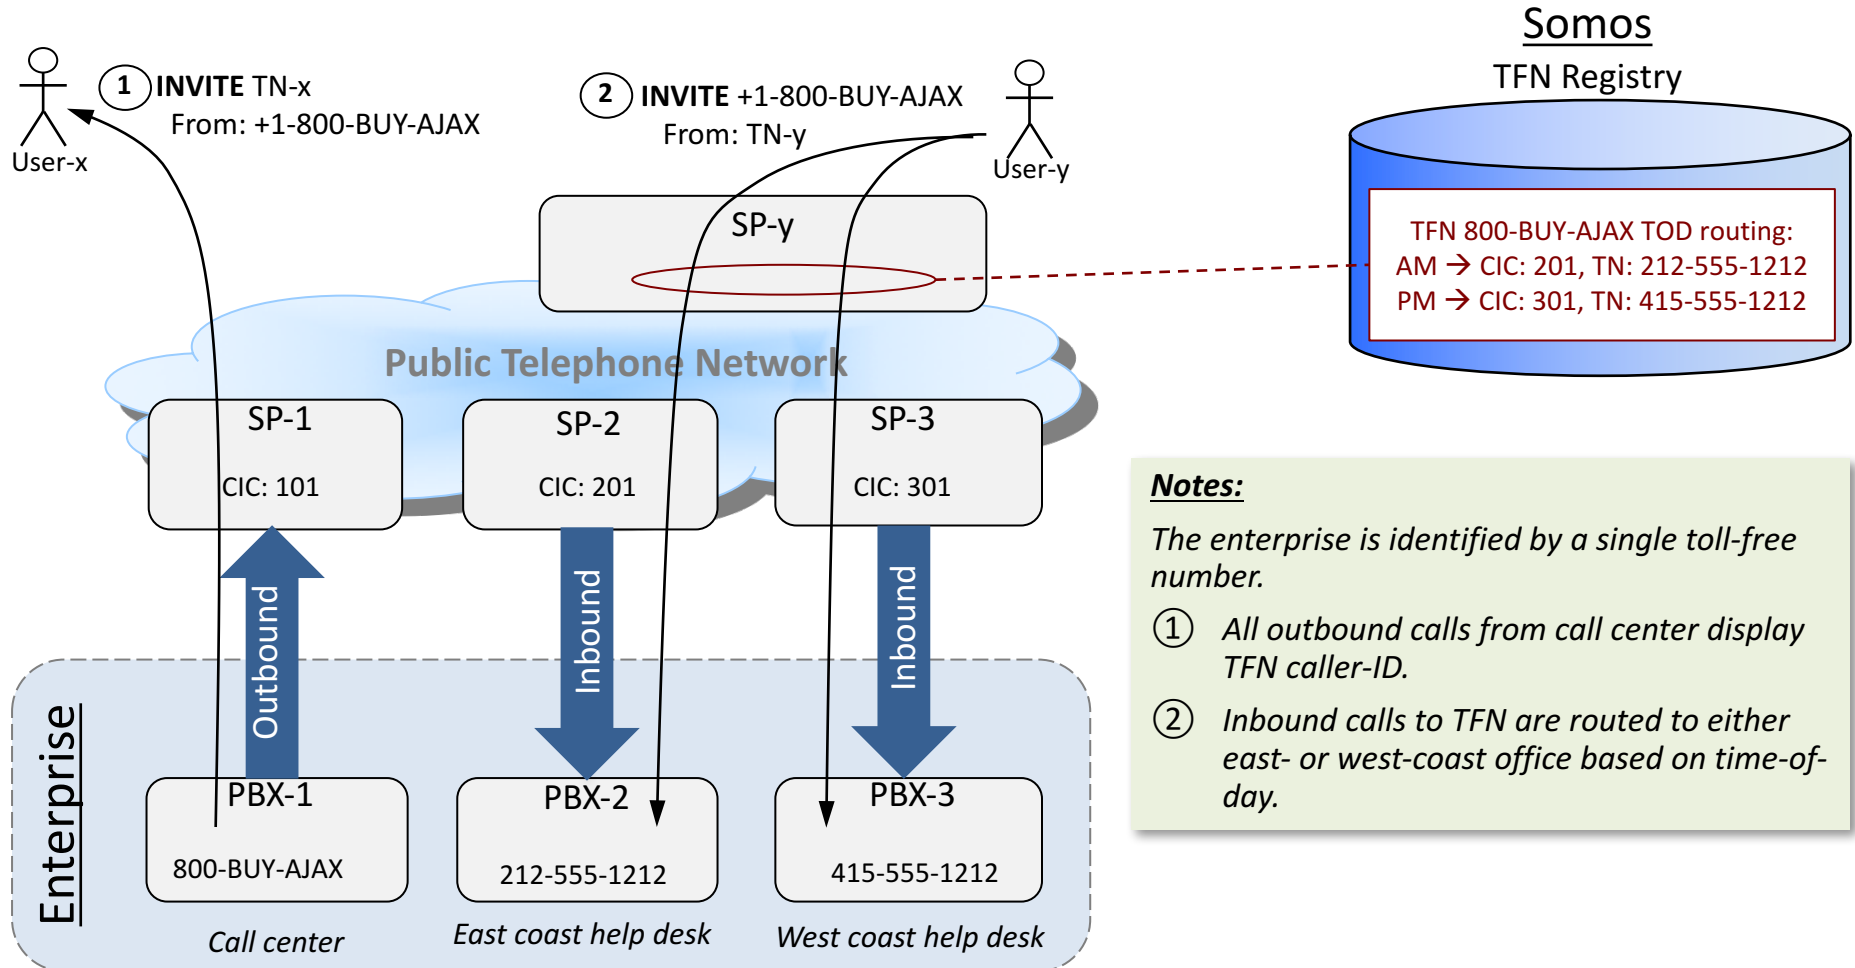 Somos
TFN Registry
1 INVITE TN-x
From: +1-800-BUY-AJAX
User-x
2 INVITE +1-800-BUY-AJAX
From: TN-y
User-y
SP-y
TFN 800-BUY-AJAX TOD routing:
AM → CIC: 201, TN: 212-555-1212
PM → CIC: 301, TN: 415-555-1212
Public Telephone Network
SP-1
CIC: 101
SP-2
CIC: 201
SP-3
CIC: 301
Outbound
Inbound
Inbound
Enterprise
PBX-1
800-BUY-AJAX
Call center
PBX-2
212-555-1212
East coast help desk
PBX-3
415-555-1212
West coast help desk
Notes:
The enterprise is identified by a single toll-free
number.
① All outbound calls from call center display
TFN caller-ID.
② Inbound calls to TFN are routed to either
east- or west-coast office based on time-of-
day.